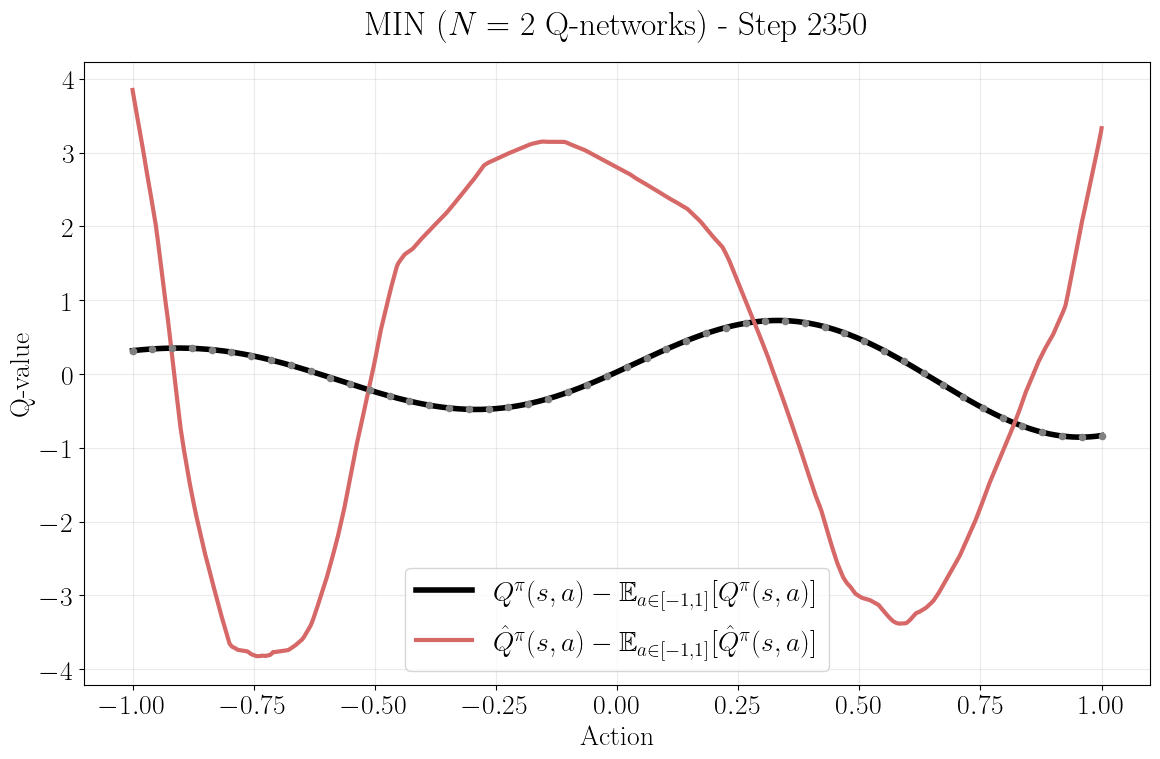 MIN (N = 2 Q-networks) - Step 2350
Q-value
4
3
2
1
0
−1
−2
−3
−4
Q^π(s, a) − 𝔼_{a∈[−1,1]}[Q^π(s, a)]
Q̂^π(s, a) − 𝔼_{a∈[−1,1]}[Q̂^π(s, a)]
−1.00 −0.75 −0.50 −0.25 0.00 0.25 0.50 0.75 1.00
Action